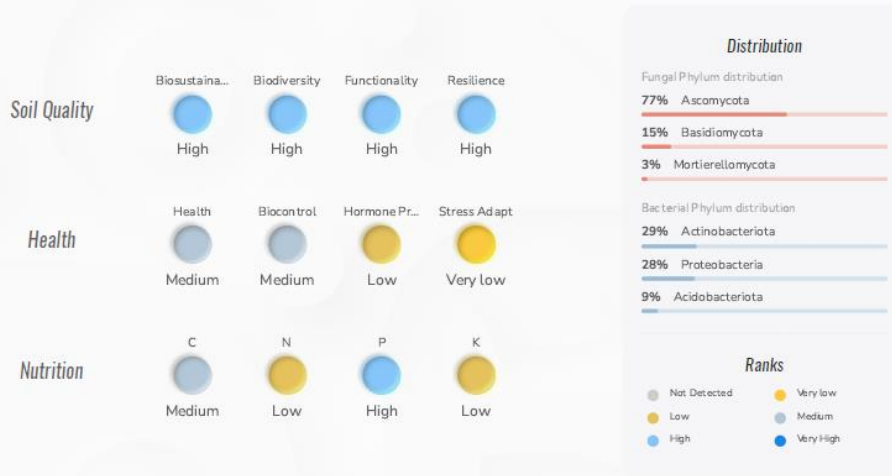 Soil Quality
Biosustaina... Biodiversity Functionality Resilience
High High High High
Health
Health Biocontrol Hormone Pr... Stress Adapt
Medium Medium Low Very low
Nutrition
C N P K
Medium Low High Low
Distribution
Fungal Phylum distribution
77% Ascomycota
15% Basidiomycota
3% Mortierellomycota
Bacterial Phylum distribution
29% Actinobacteriota
28% Proteobacteria
9% Acidobacteriota
Ranks
Not Detected Very low
Low Medium
High Very High